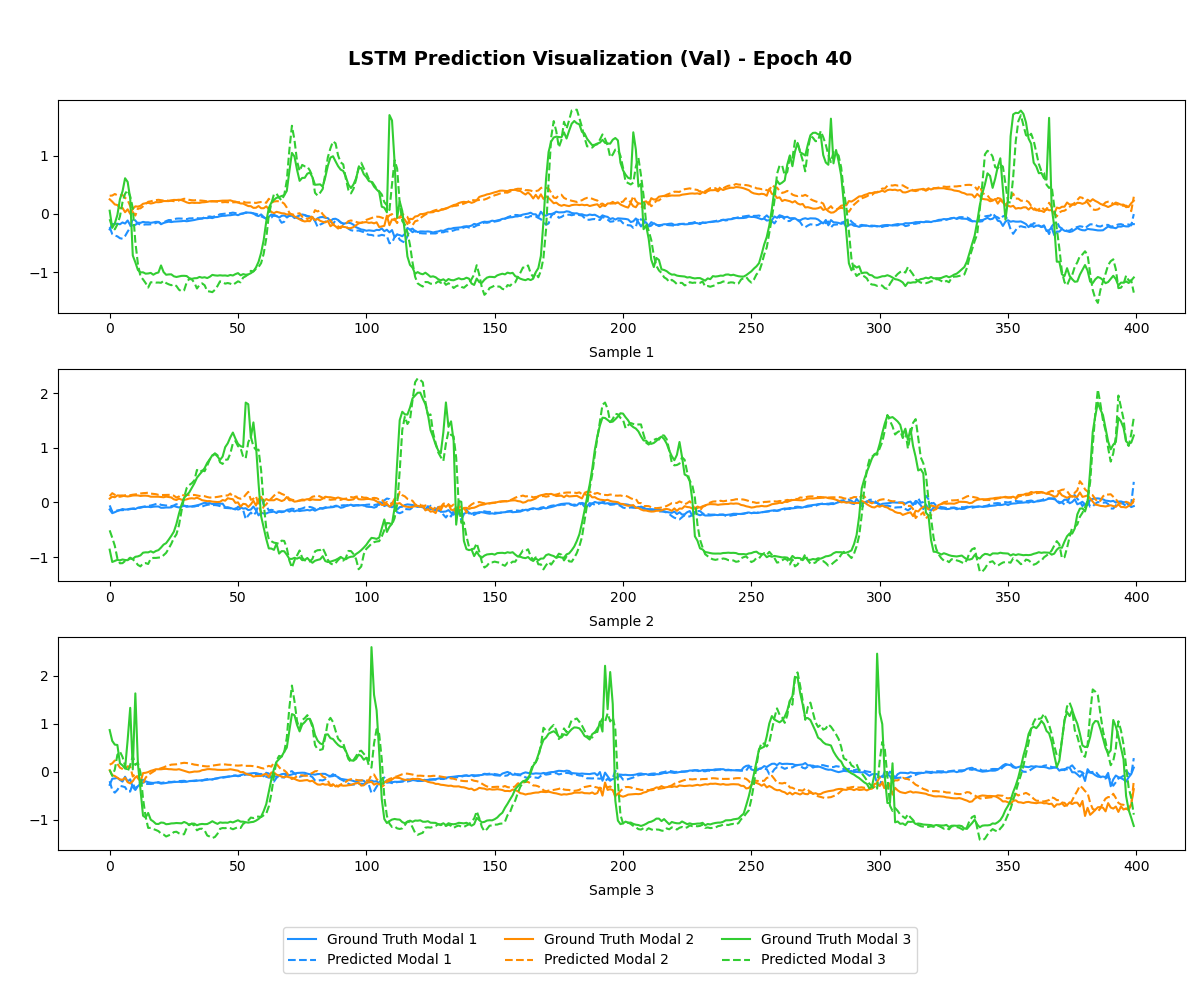 LSTM Prediction Visualization (Val) - Epoch 40
1
0
−1
0 50 100 150 200 250 300 350 400
Sample 1
2
1
0
−1
0 50 100 150 200 250 300 350 400
Sample 2
2
1
0
−1
0 50 100 150 200 250 300 350 400
Sample 3
Ground Truth Modal 1 Ground Truth Modal 2 Ground Truth Modal 3
Predicted Modal 1 Predicted Modal 2 Predicted Modal 3